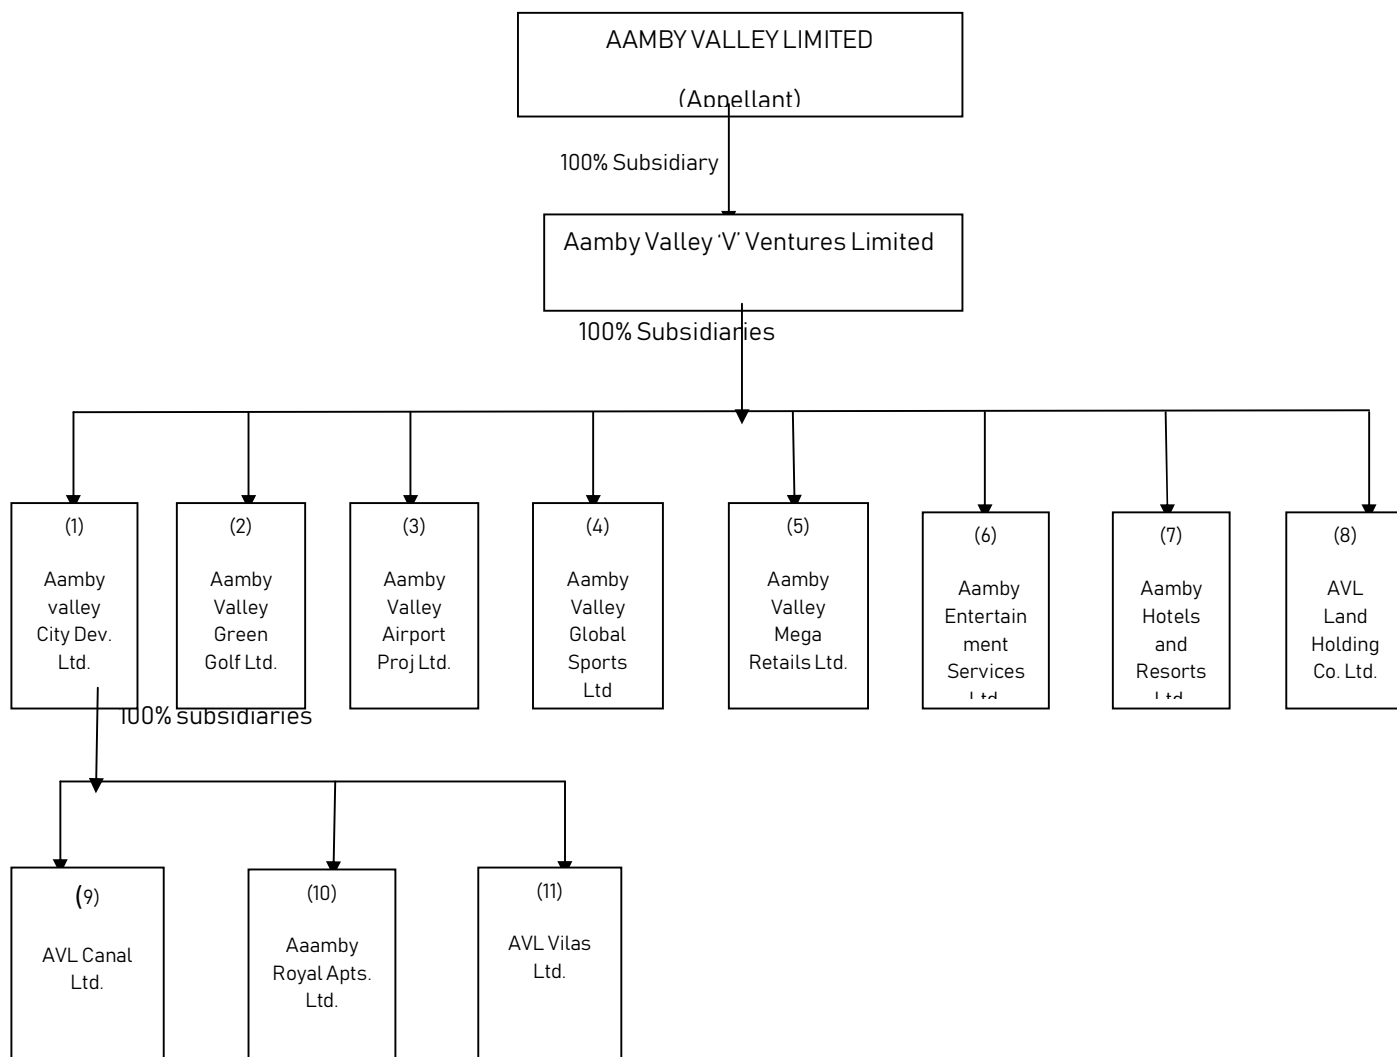 AAMBY VALLEY LIMITED
(Appellant)
100% Subsidiary
Aamby Valley ‘V’ Ventures Limited
100% Subsidiaries
(1)
Aamby
valley
City Dev.
Ltd.
(2)
Aamby
Valley
Green
Golf Ltd.
(3)
Aamby
Valley
Airport
Proj Ltd.
(4)
Aamby
Valley
Global
Sports
Ltd
(5)
Aamby
Valley
Mega
Retails Ltd.
(6)
Aamby
Entertain
ment
Services
Ltd.
(7)
Aamby
Hotels
and
Resorts
Ltd
(8)
AVL
Land
Holding
Co. Ltd.
100% subsidiaries
(9)
AVL Canal
Ltd.
(10)
Aaamby
Royal Apts.
Ltd.
(11)
AVL Vilas
Ltd.